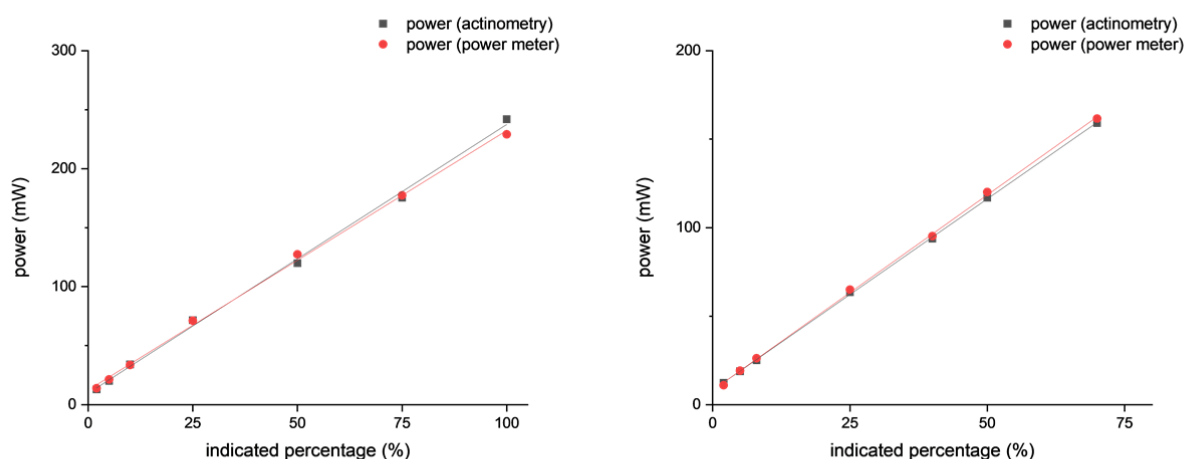 power (actinometry)
power (power meter)
300
200
100
0
power (mW)
0
25
50
75
100
indicated percentage (%)
power (actinometry)
power (power meter)
200
100
0
power (mW)
0
25
50
75
indicated percentage (%)